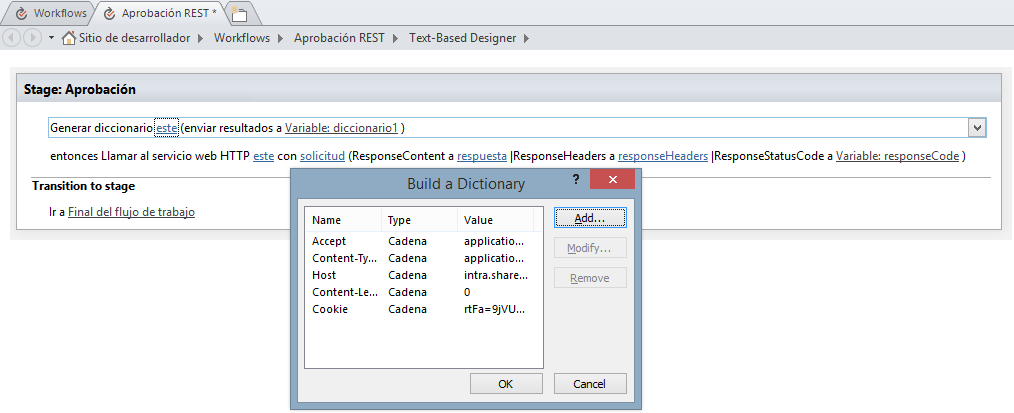 Workflows Aprobación REST *
Sitio de desarrollador Workflows Aprobación REST Text-Based Designer
Stage: Aprobación
Generar diccionario este (enviar resultados a Variable: diccionario1 )
entonces Llamar al servicio web HTTP este con solicitud (ResponseContent a respuesta |ResponseHeaders a responseHeaders |ResponseStatusCode a Variable: responseCode )
Transition to stage
Ir a Final del flujo de trabajo
Build a Dictionary ?
Name Type Value Add...
Accept Cadena applicatio...
Content-Ty... Cadena applicatio... Modify...
Host Cadena intra.share... Remove
Content-Le... Cadena 0
Cookie Cadena rtFa=9jVU...
OK Cancel